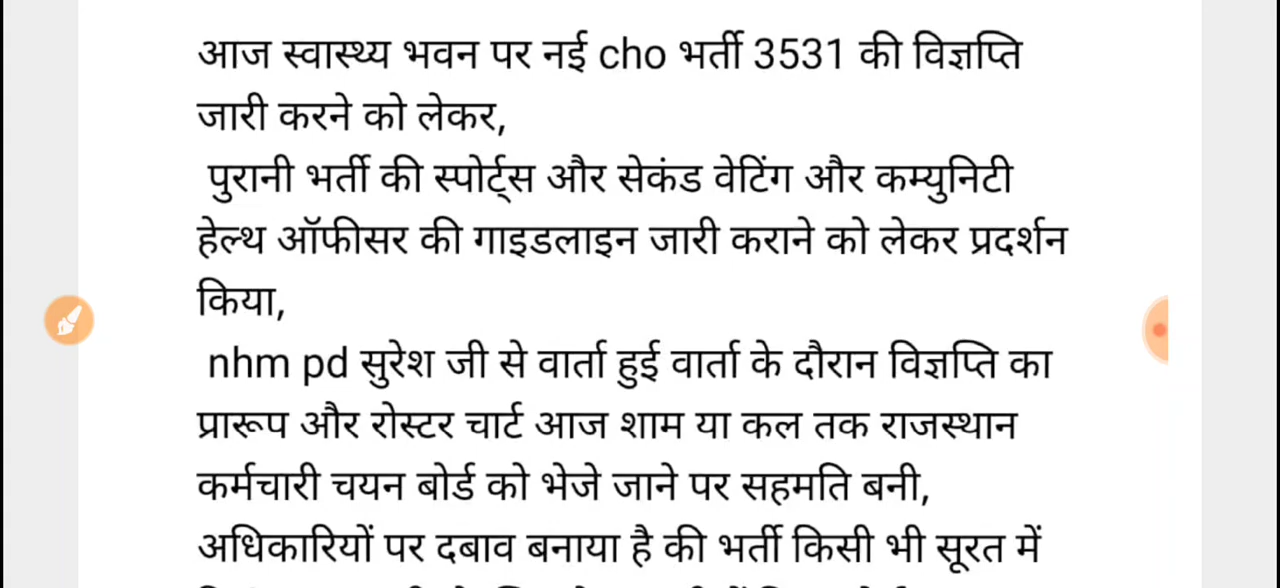 आज स्वास्थ्य भवन पर नई cho भर्ती 3531 की विज्ञप्ति
जारी करने को लेकर,
पुरानी भर्ती की स्पोर्ट्स और सेकंड वेटिंग और कम्युनिटी
हेल्थ ऑफीसर की गाइडलाइन जारी कराने को लेकर प्रदर्शन
किया,
nhm pd सुरेश जी से वार्ता हुई वार्ता के दौरान विज्ञप्ति का
प्रारूप और रोस्टर चार्ट आज शाम या कल तक राजस्थान
कर्मचारी चयन बोर्ड को भेजे जाने पर सहमति बनी,
अधिकारियों पर दबाव बनाया है की भर्ती किसी भी सूरत में